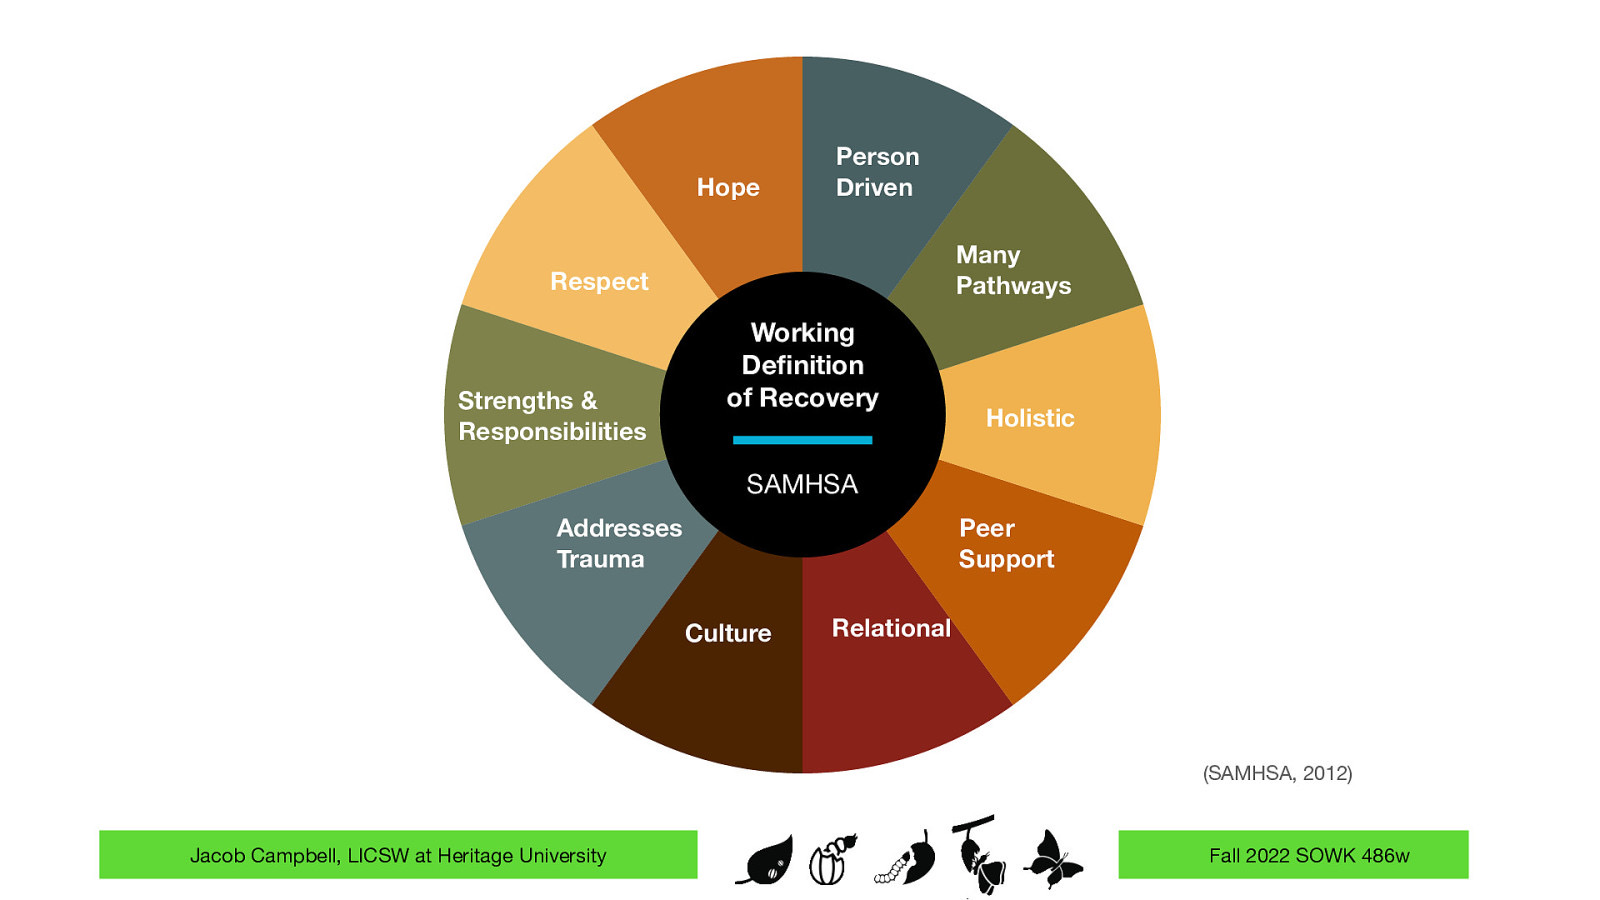 Hope
Person
Driven
Many
Pathways
Respect
Working
Definition
of Recovery
SAMHSA
Holistic
Strengths &
Responsibilities
Addresses
Trauma
Peer
Support
Culture
Relational
(SAMHSA, 2012)
Jacob Campbell, LICSW at Heritage University
Fall 2022 SOWK 486w